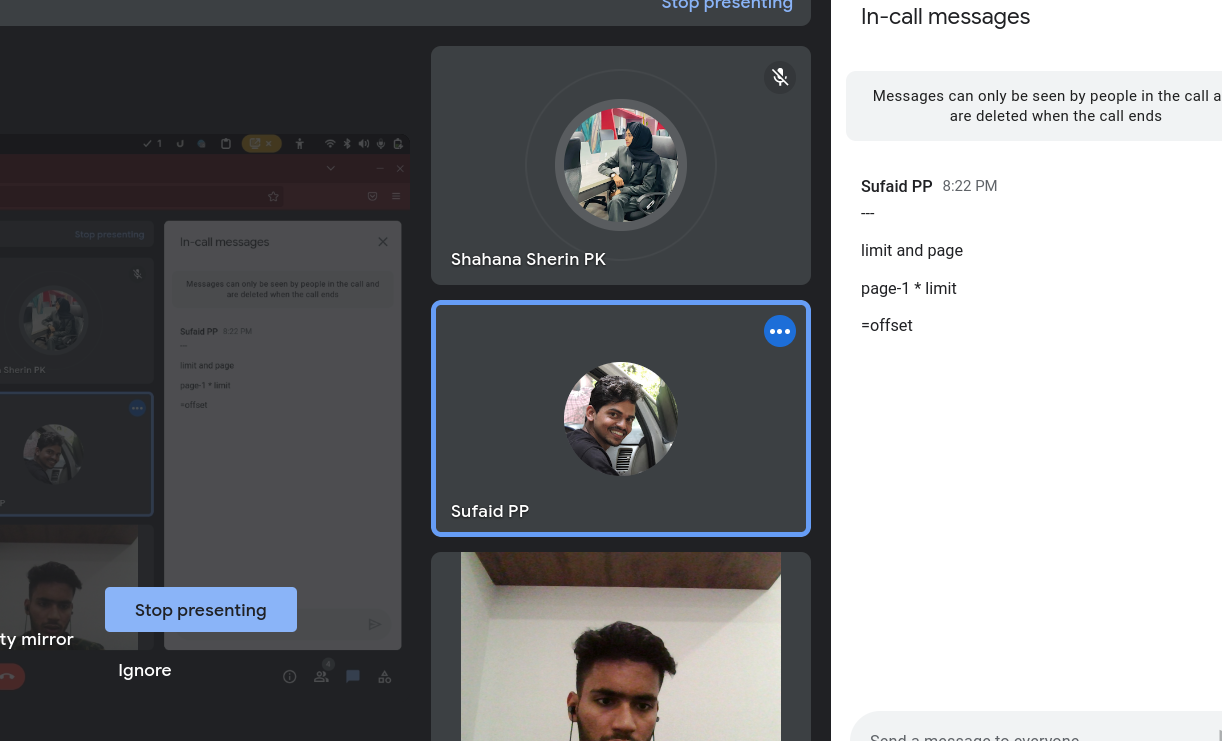 Stop presenting
In-call messages
Messages can only be seen by people in the call a
are deleted when the call ends
Sufaid PP 8:22 PM
---
limit and page
page-1 * limit
=offset
Shahana Sherin PK
Sufaid PP
1
Stop presenting
In-call messages
Messages can only be seen by people in the call and
are deleted when the call ends
Sufaid PP 8:22 PM
---
limit and page
page-1 * limit
=offset
Sherin PK
Stop presenting
ty mirror
Ignore
4
Send a message to everyone